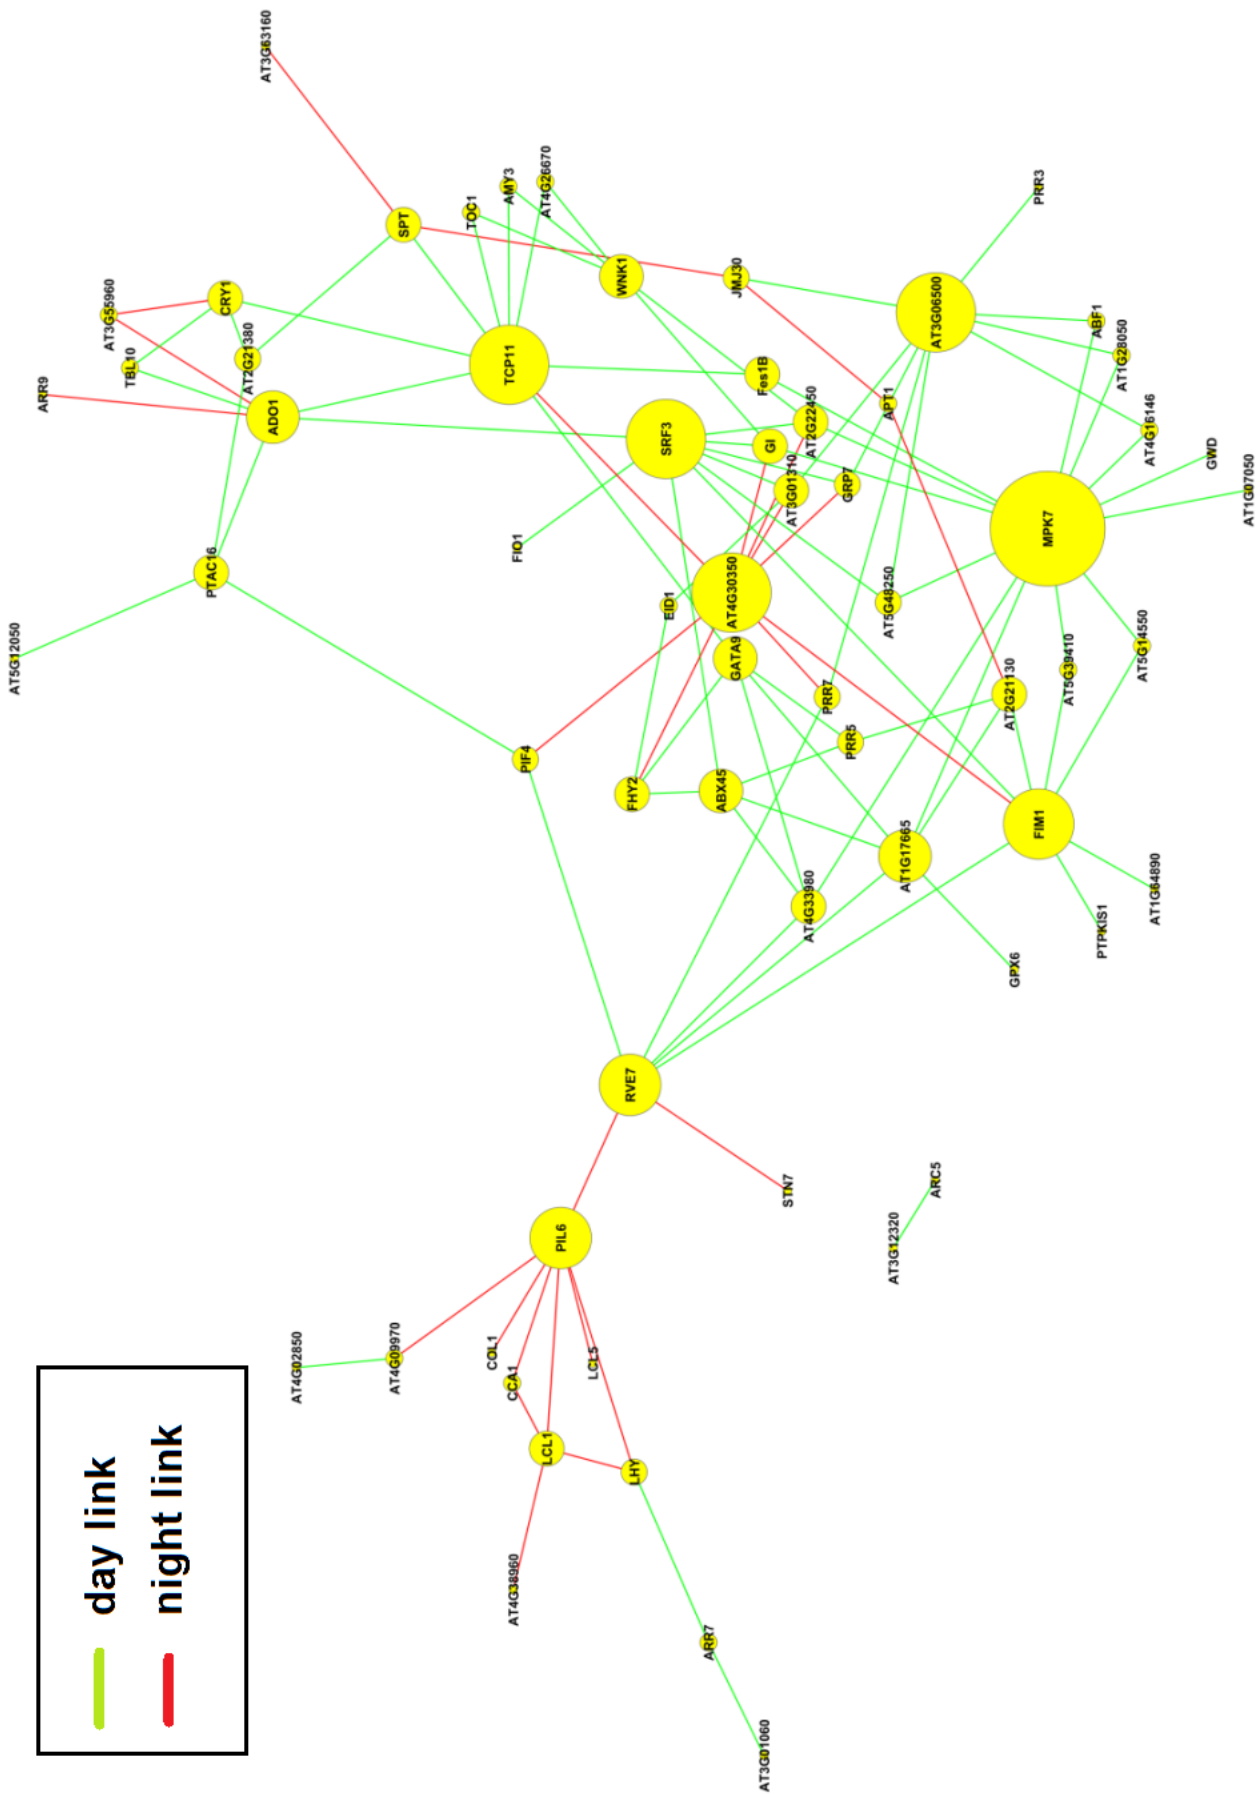 AT3G63160
SPT
TOC1
AMY3
AT4G26670
WNK1
JMJ30
PRR3
AT3G55960
CRY1
TBL10
AT2G21380
ARR9
ADO1
TCP11
Fes1B
AT3G06500
ABF1
AT1G28050
AT2G22450
APT1
AT4G16146
SRF3
GI
AT3G01310
GRP7
GWD
AT1G07050
MPK7
FIO1
PTAC16
AT5G12050
EID1
AT4G30350
AT5G48250
GATA9
AT5G14550
AT5G39410
AT2G21130
PRR7
PRR5
PIF4
FHY2
ABX45
FIM1
AT1G17665
AT4G33980
AT1G64890
PTPKIS1
GPX6
RVE7
STN7
ARC5
AT3G12320
PIL6
AT4G02850
AT4G09970
COL1
CCA1
LCL5
LCL1
LHY
AT4G38960
ARR7
AT3G01060
day link
night link